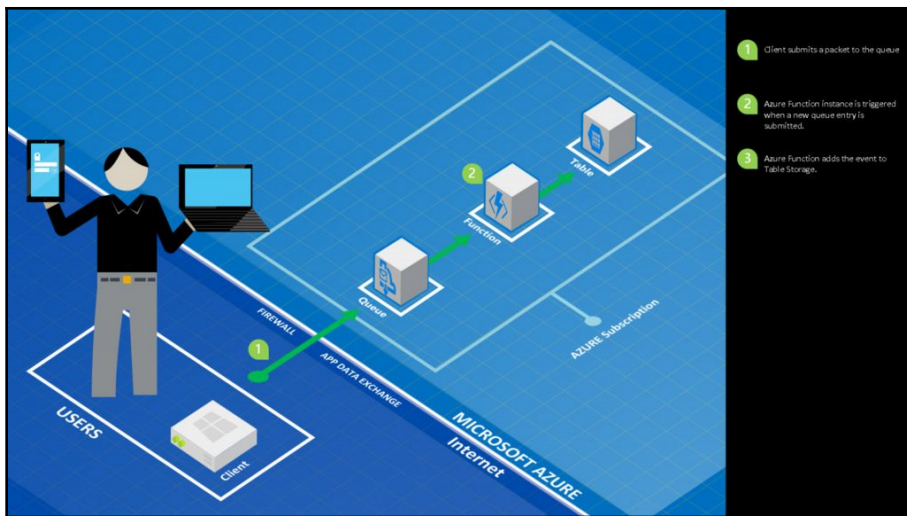 1 Client submits a packet to the queue
2 Azure Function instance is triggered
when a new queue entry is
submitted.
3 Azure Function adds the event to
Table Storage.
Table
2
Function
Queue
AZURE Subscription
FIREWALL
1
APP DATA EXCHANGE
MICROSOFT AZURE
Internet
USERS
Client